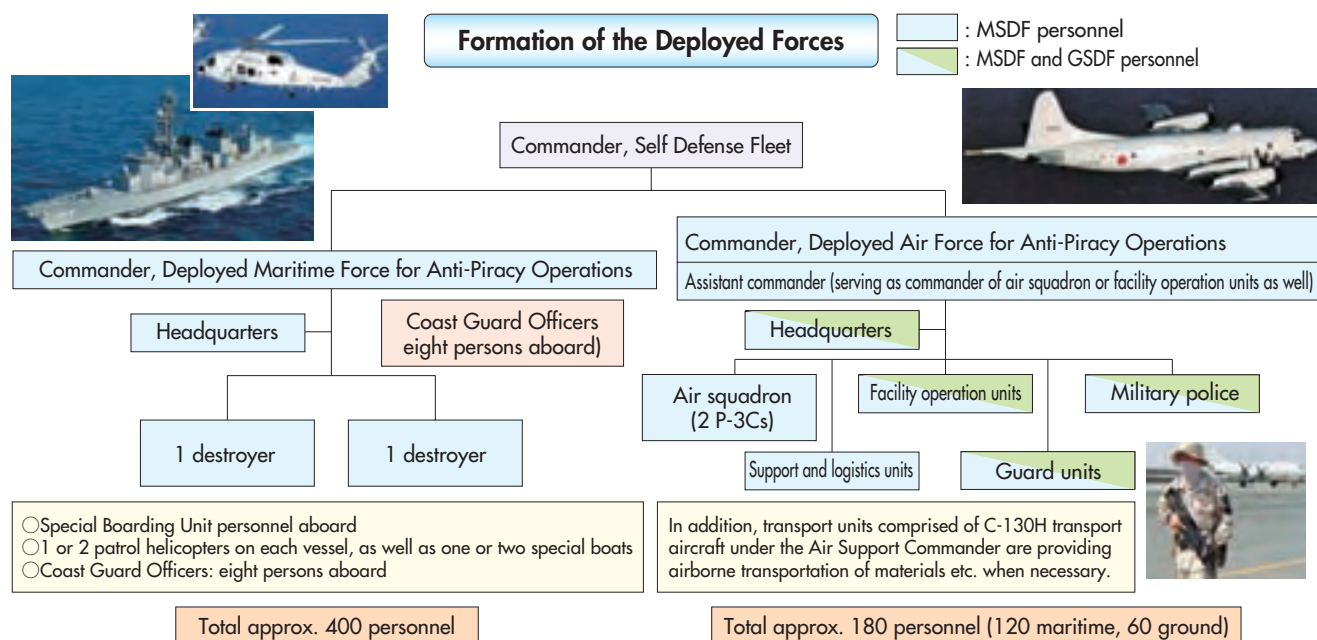 Formation of the Deployed Forces
: MSDF personnel
: MSDF and GSDF personnel
Commander, Self Defense Fleet
Commander, Deployed Maritime Force for Anti-Piracy Operations
Headquarters
Coast Guard Officers
eight persons aboard)
1 destroyer
1 destroyer
○Special Boarding Unit personnel aboard
○1 or 2 patrol helicopters on each vessel, as well as one or two special boats
○Coast Guard Officers: eight persons aboard
Total approx. 400 personnel
Commander, Deployed Air Force for Anti-Piracy Operations
Assistant commander (serving as commander of air squadron or facility operation units as well)
Headquarters
Air squadron
(2 P-3Cs)
Facility operation units
Military police
Support and logistics units
Guard units
In addition, transport units comprised of C-130H transport
aircraft under the Air Support Commander are providing
airborne transportation of materials etc. when necessary.
Total approx. 180 personnel (120 maritime, 60 ground)